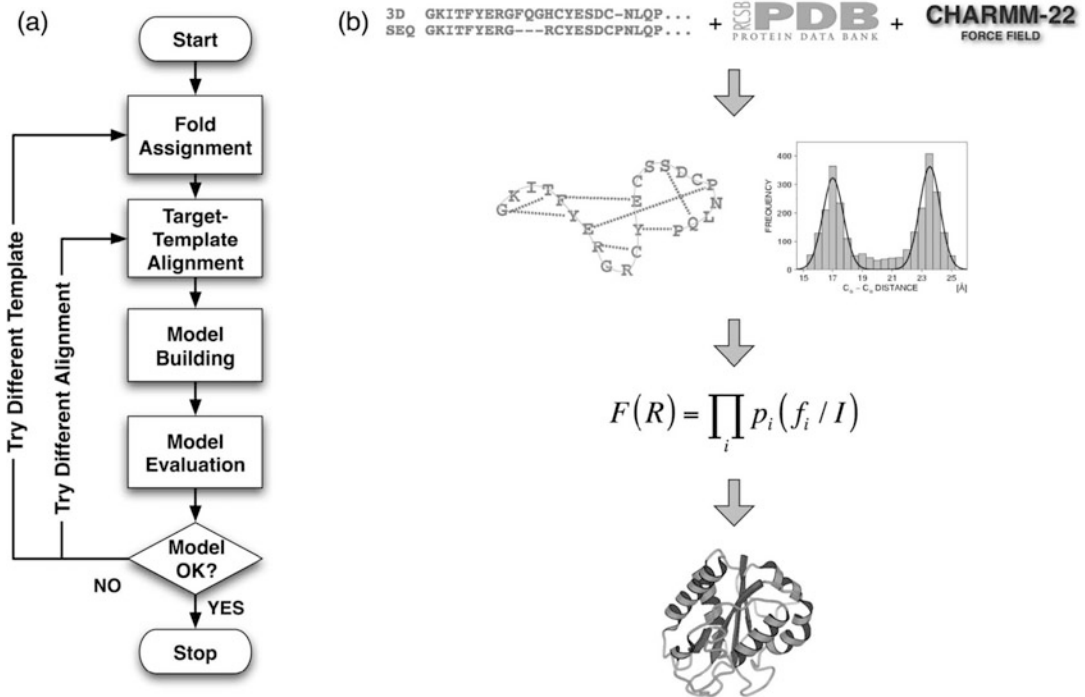 (a)
Start
Fold
Assignment
Target-
Template
Alignment
Model
Building
Model
Evaluation
Model
OK?
NO
YES
Stop
Try Different Template
Try Different Alignment
(b)
3D GKITFYERGFQGHCYESDC-NLQP...
SEQ GKITFYERG---RCYESDCPNLQP...
+
RCSB
PDB
PROTEIN DATA BANK
+
CHARMM-22
FORCE FIELD
G K I T F Y E R G R C Y E C S S D C P N L Q P
400
300
200
100
0
FREQUENCY
15 17 19 21 23 25
Cα – Cα DISTANCE [Å]
F(R) = ∏ᵢ pᵢ(fᵢ / I)